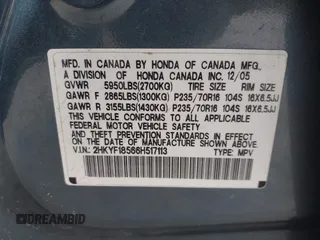 MFD. IN CANADA BY HONDA OF CANADA MFG.,
A DIVISION OF HONDA CANADA INC. 12/05
GVWR 5950LBS(2700KG) TIRE SIZE RIM SIZE
GAWR F 2865LBS(1300KG) P235/70R16 104S 16X6.5JJ
GAWR R 3155LBS(1430KG) P235/70R16 104S 16X6.5JJ
THIS VEHICLE CONFORMS TO ALL APPLICABLE
FEDERAL MOTOR VEHICLE SAFETY
AND THEFT PREVENTION STANDARDS IN EFFECT
ON THE DATE OF MANUFACTURE SHOWN ABOVE.
V.I.N.: 2HKYF18566H517113 TYPE: MPV
DREAMBID